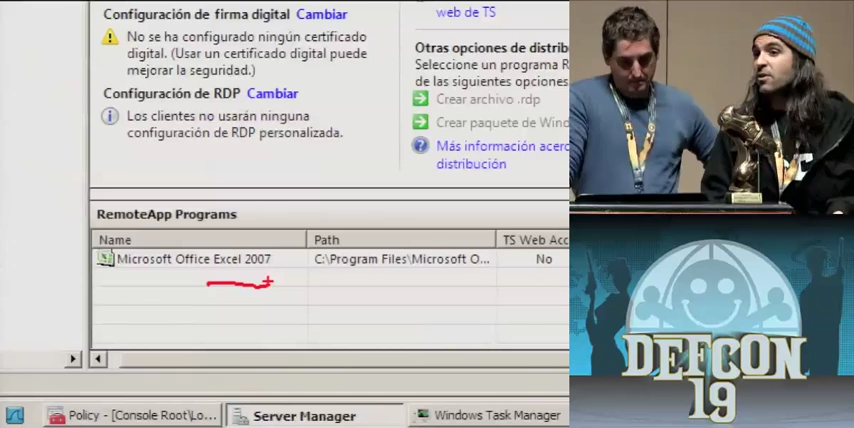 Configuración de firma digital Cambiar
No se ha configurado ningún certificado
digital. (Usar un certificado digital puede
mejorar la seguridad.)
Configuración de RDP Cambiar
Los clientes no usarán ninguna
configuración de RDP personalizada.
web de TS
Otras opciones de distrib
Seleccione un programa R
de las siguientes opciones
Crear archivo .rdp
Crear paquete de Wind
Más información acerc
distribución
RemoteApp Programs
Name Path TS Web Acc
Microsoft Office Excel 2007 C:\Program Files\Microsoft O... No
Policy - [Console Root\Lo... Server Manager Windows Task Manager
DEFCON
19